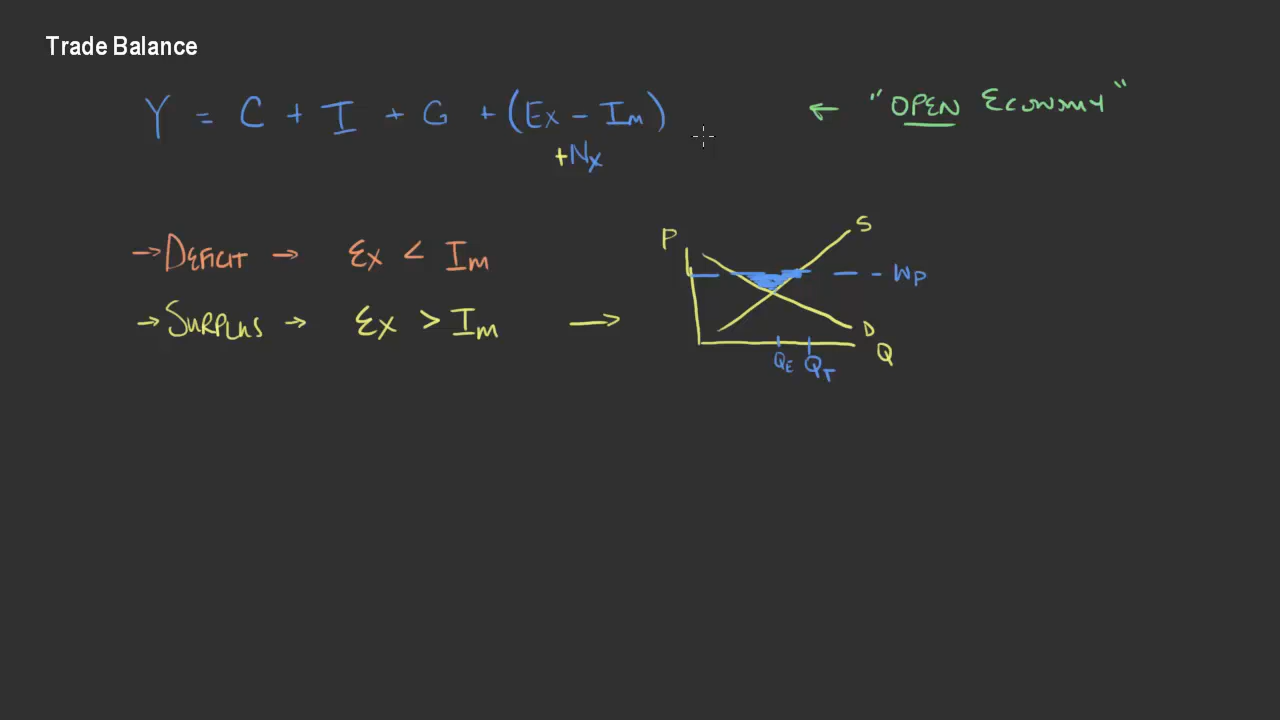 Trade Balance
Y = C + I + G + (Ex - Im)
← "OPEN ECONOMY"
+Nx
→ DEFICIT → Ex < Im
→ SURPLUS → Ex > Im →
P
S
WP
D
Q
QE
QT